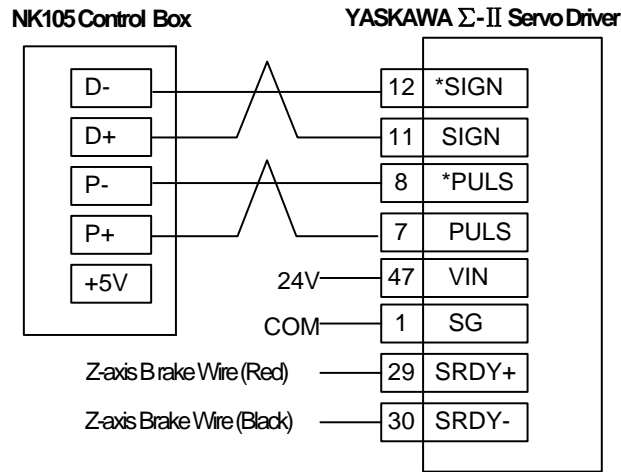 NK105 Control Box
YASKAWA Σ-Ⅱ Servo Driver
D- 12 *SIGN
D+ 11 SIGN
P- 8 *PULS
P+ 7 PULS
+5V 24V 47 VIN
COM 1 SG
Z-axis Brake Wire (Red) 29 SRDY+
Z-axis Brake Wire (Black) 30 SRDY-